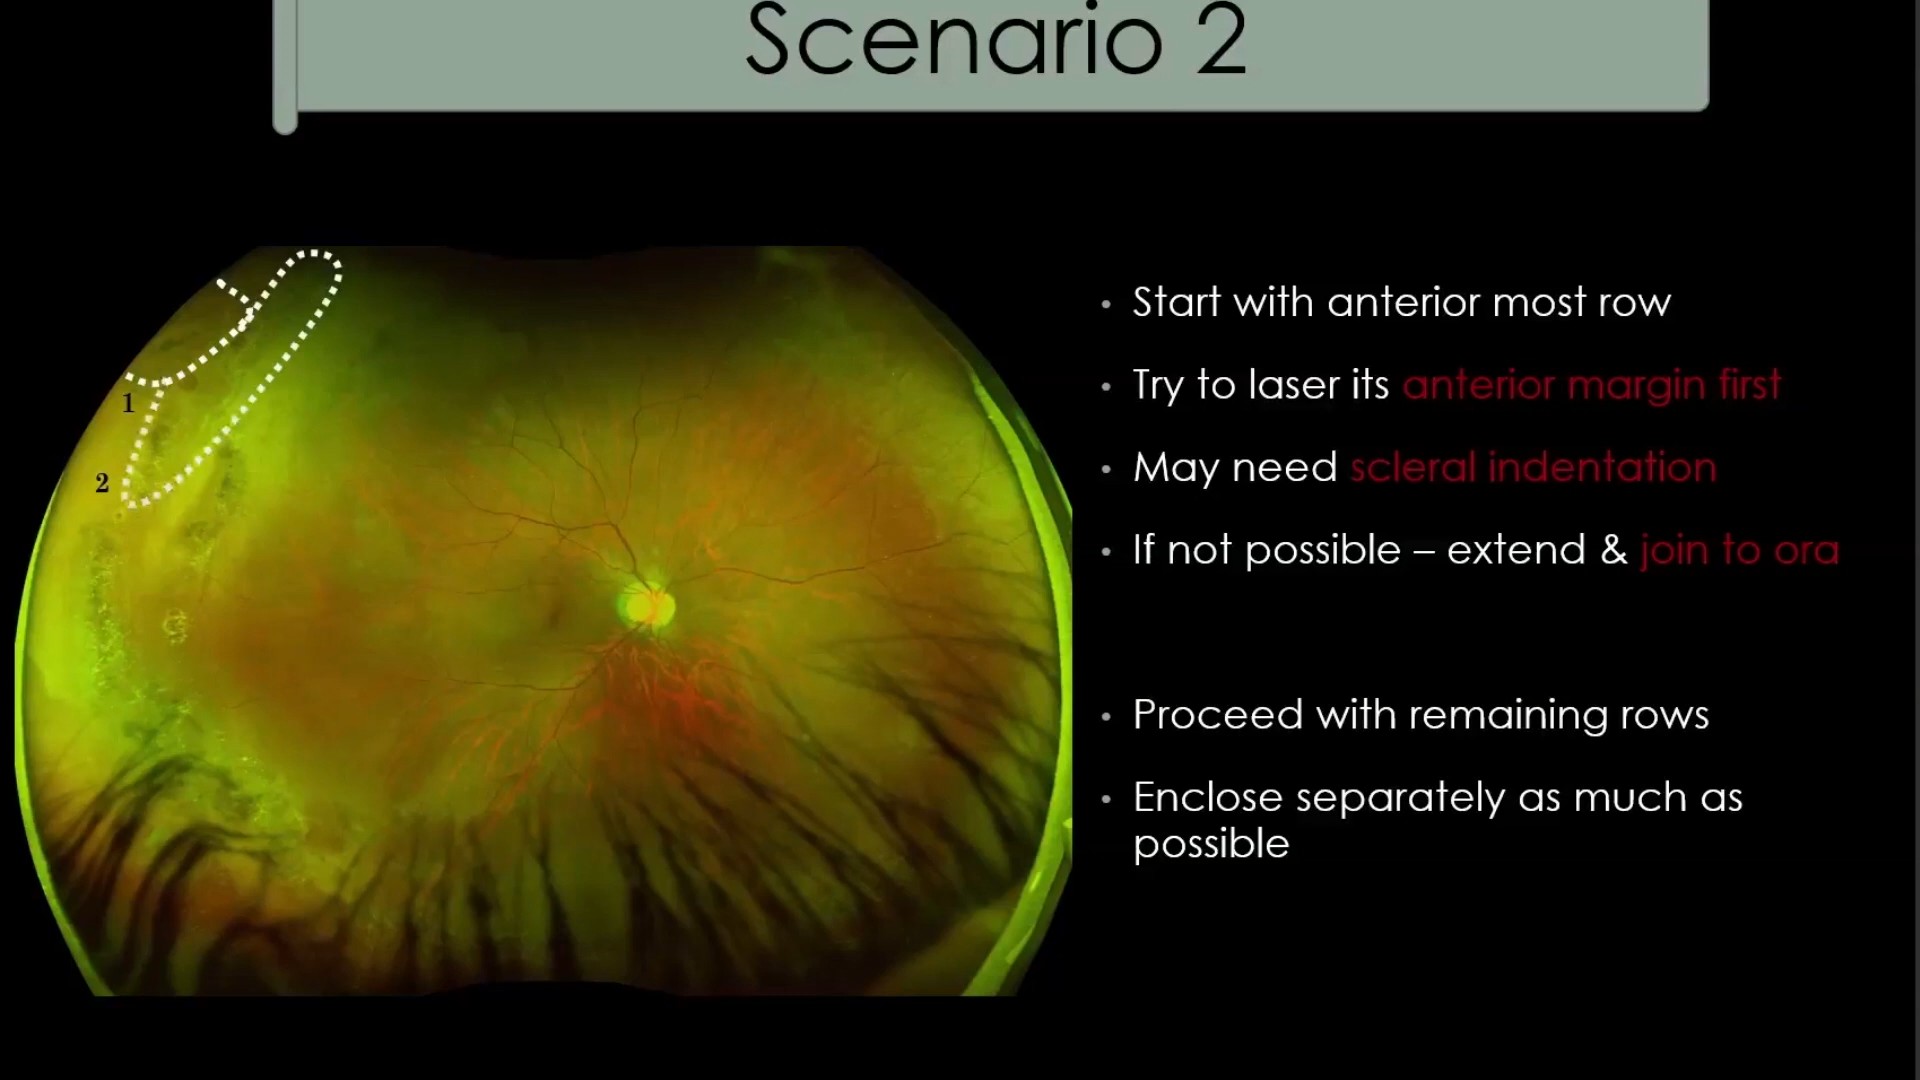 Scenario 2
1
2
• Start with anterior most row
• Try to laser its anterior margin first
• May need scleral indentation
• If not possible – extend & join to ora
• Proceed with remaining rows
• Enclose separately as much as
possible